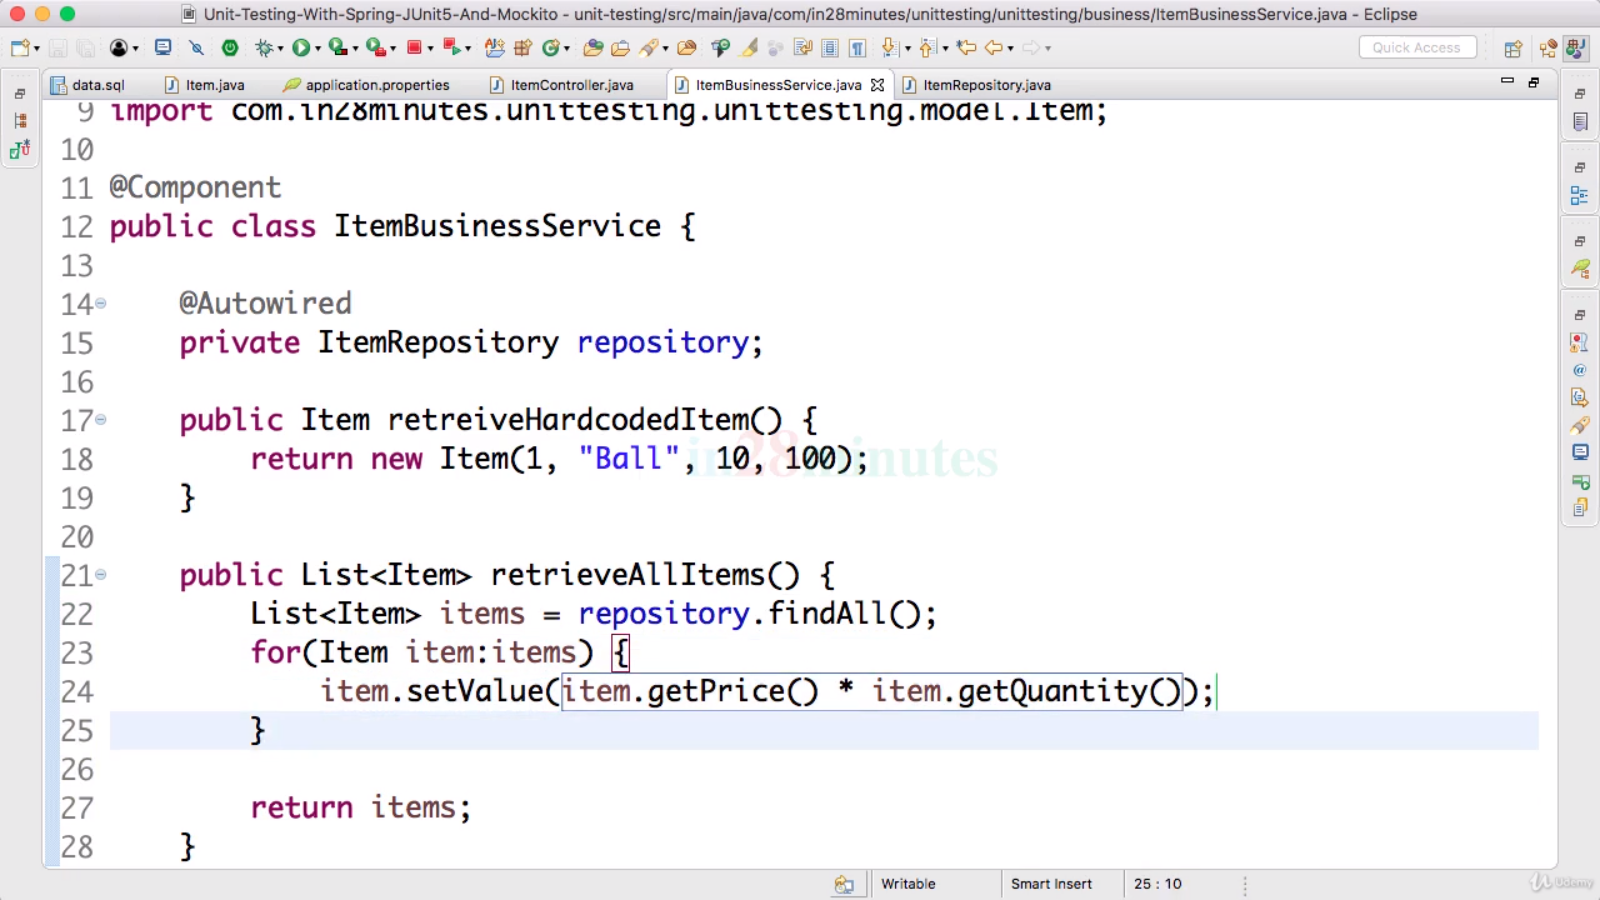 Unit-Testing-With-Spring-JUnit5-And-Mockito - unit-testing/src/main/java/com/in28minutes/unittesting/unittesting/business/ItemBusinessService.java - Eclipse
Quick Access
data.sql Item.java application.properties ItemController.java ItemBusinessService.java ItemRepository.java
9 import com.in28minutes.unittesting.unittesting.model.Item;
10
11 @Component
12 public class ItemBusinessService {
13
14 @Autowired
15 private ItemRepository repository;
16
17 public Item retreiveHardcodedItem() {
18 return new Item(1, "Ball", 10, 100);
in28minutes
19 }
20
21 public List<Item> retrieveAllItems() {
22 List<Item> items = repository.findAll();
23 for(Item item:items) {
24 item.setValue(item.getPrice() * item.getQuantity());
25 }
26
27 return items;
28 }
Writable Smart Insert 25 : 10
Udemy